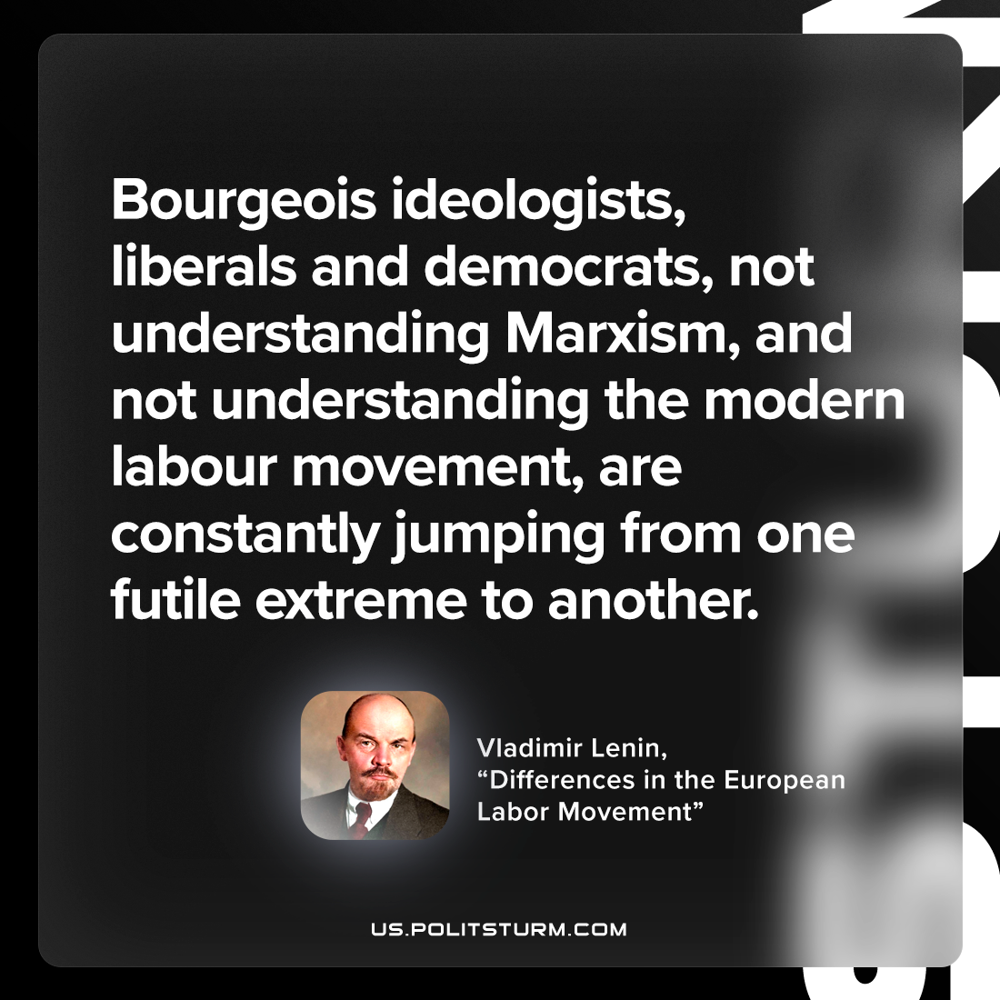 Bourgeois ideologists,
liberals and democrats, not
understanding Marxism, and
not understanding the modern
labour movement, are
constantly jumping from one
futile extreme to another.
Vladimir Lenin,
“Differences in the European
Labor Movement”
US.POLITSTURM.COM